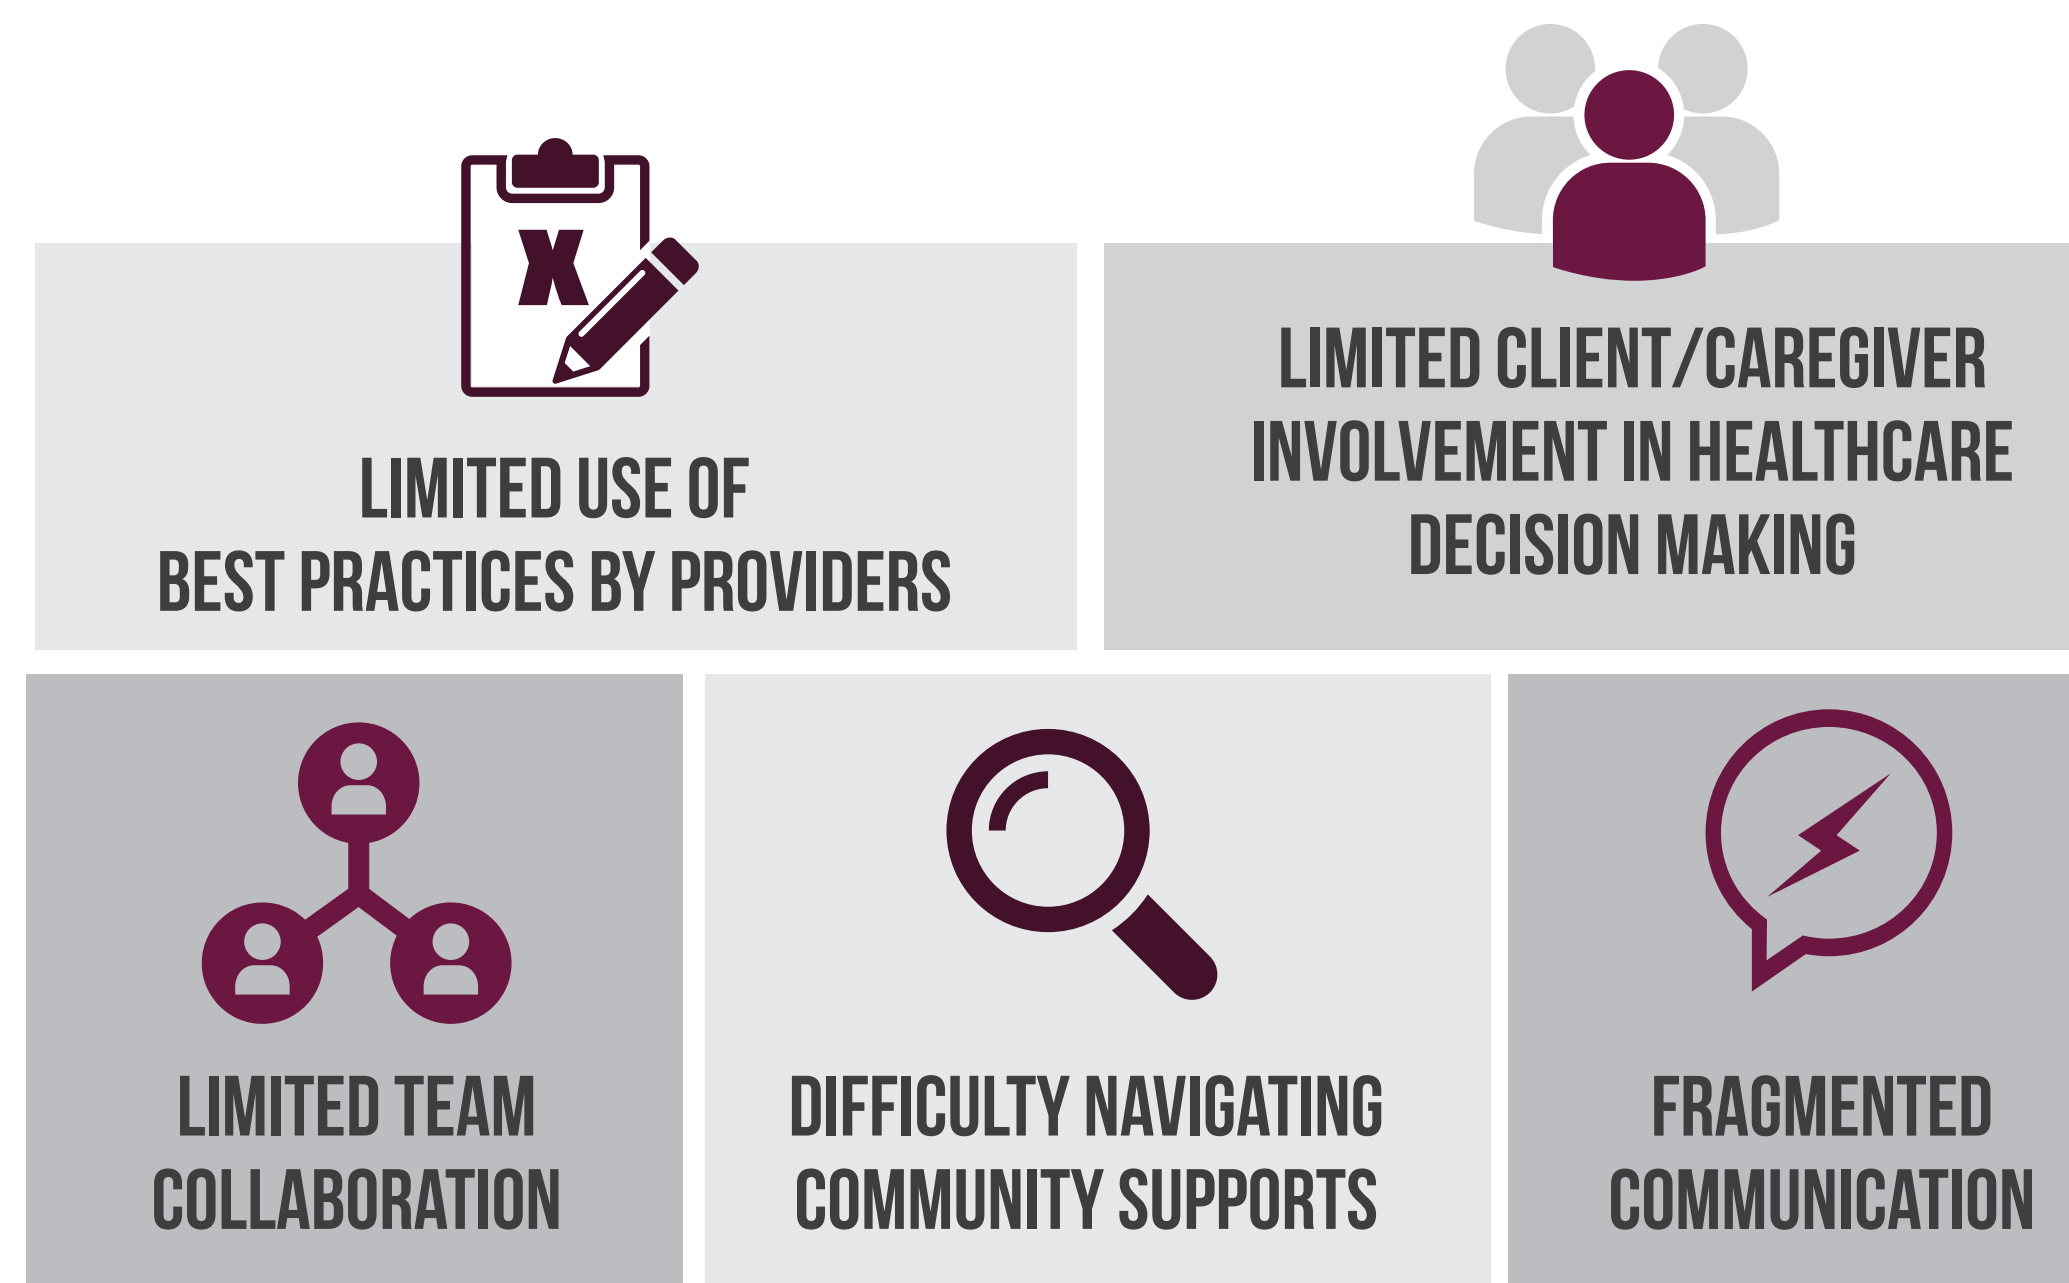 X
LIMITED USE OF
BEST PRACTICES BY PROVIDERS
LIMITED CLIENT/CAREGIVER
INVOLVEMENT IN HEALTHCARE
DECISION MAKING
LIMITED TEAM
COLLABORATION
DIFFICULTY NAVIGATING
COMMUNITY SUPPORTS
FRAGMENTED
COMMUNICATION